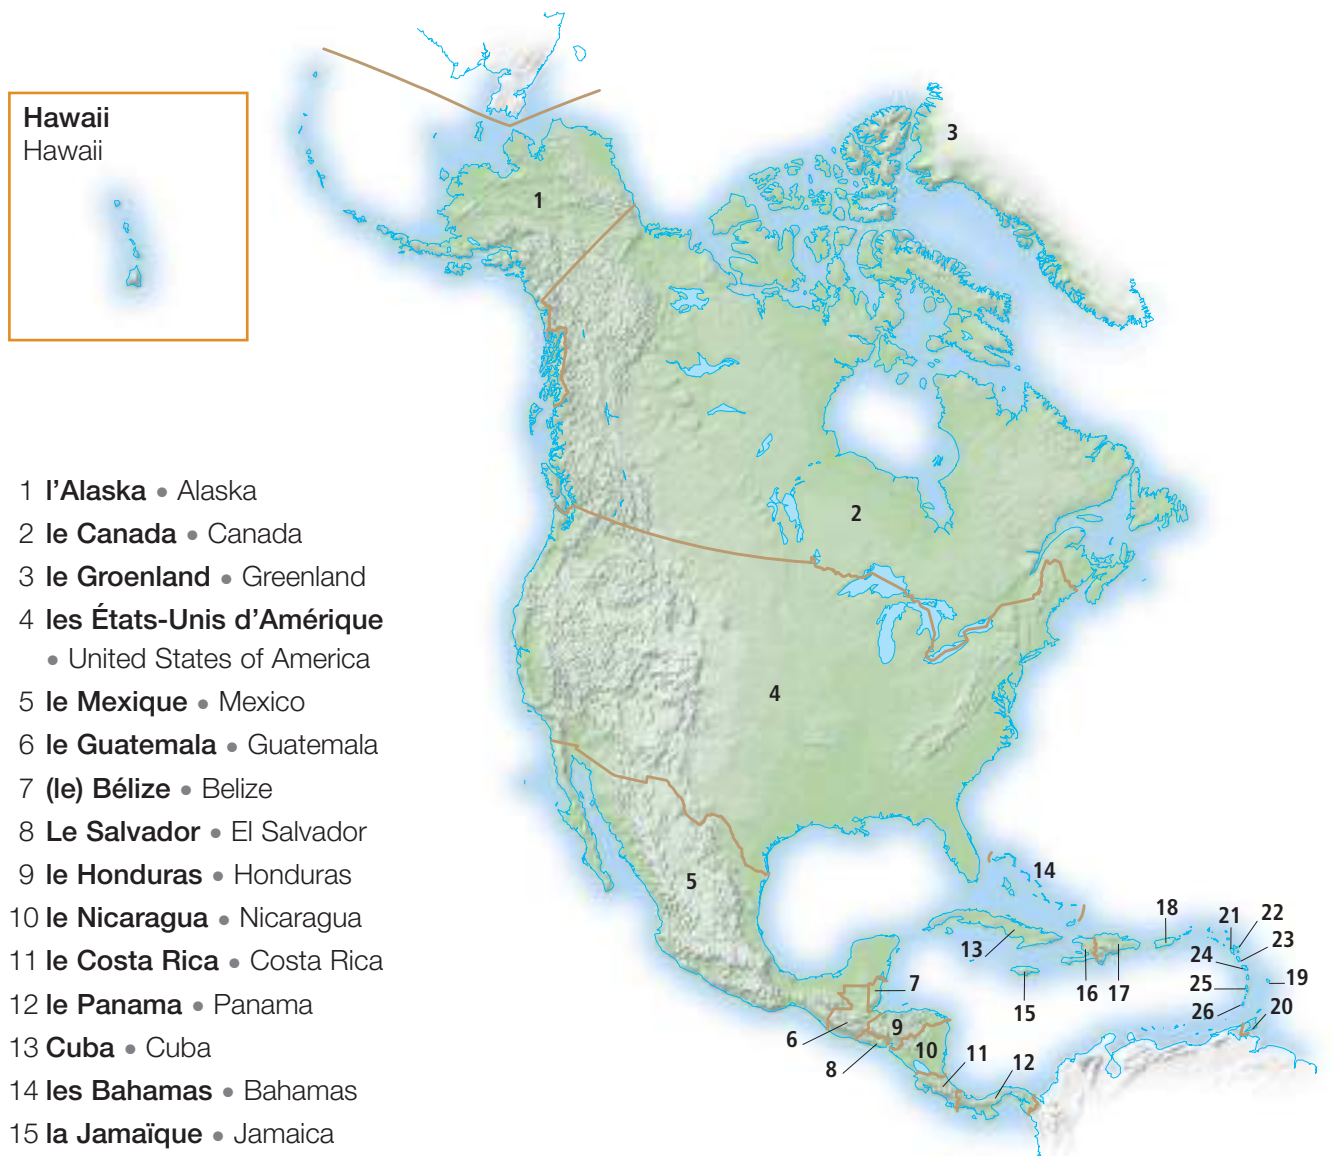 Hawaii
Hawaii
1 l’Alaska • Alaska
2 le Canada • Canada
3 le Groenland • Greenland
4 les États-Unis d’Amérique
• United States of America
5 le Mexique • Mexico
6 le Guatemala • Guatemala
7 (le) Bélize • Belize
8 Le Salvador • El Salvador
9 le Honduras • Honduras
10 le Nicaragua • Nicaragua
11 le Costa Rica • Costa Rica
12 le Panama • Panama
13 Cuba • Cuba
14 les Bahamas • Bahamas
15 la Jamaïque • Jamaica
3
1
2
4
5
14
13
18
21
22
23
24
25
19
26
20
15
16
17
7
6
9
8
10
11
12